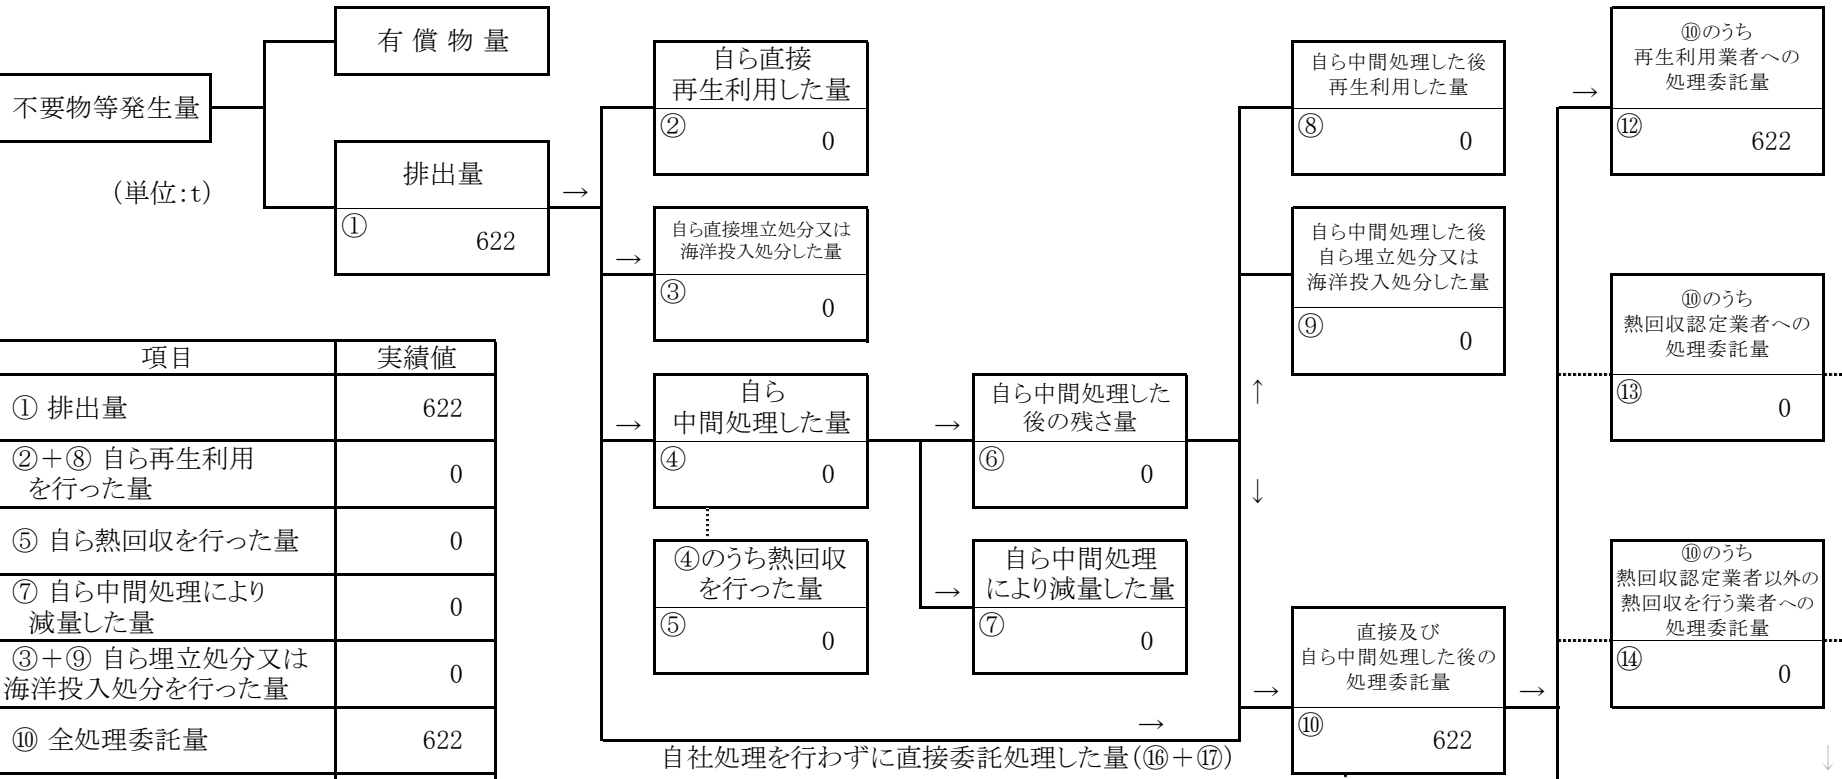 有償物量
不要物等発生量
(単位:t)
排出量
①
622
→
自ら直接
再生利用した量
②
0
→
自ら直接埋立処分又は
海洋投入処分した量
③
0
→
自ら
中間処理した量
④
0
④のうち熱回収
を行った量
⑤
0
→
自ら中間処理した
後の残さ量
⑥
0
→
自ら中間処理
により減量した量
⑦
0
自ら中間処理した後
再生利用した量
⑧
0
自ら中間処理した後
自ら埋立処分又は
海洋投入処分した量
⑨
0
↑
↓
→
自社処理を行わずに直接委託処理した量(⑯+⑰)
→
直接及び
自ら中間処理した後の
処理委託量
⑩
622
→
→
⑩のうち
再生利用業者への
処理委託量
⑫
622
⑩のうち
熱回収認定業者への
処理委託量
⑬
0
⑩のうち
熱回収認定業者以外の
熱回収を行う業者への
処理委託量
⑭
0
↓
項目 実績値
① 排出量 622
②+⑧ 自ら再生利用
を行った量 0
⑤ 自ら熱回収を行った量 0
⑦ 自ら中間処理により
減量した量 0
③+⑨ 自ら埋立処分又は
海洋投入処分を行った量 0
⑩ 全処理委託量 622